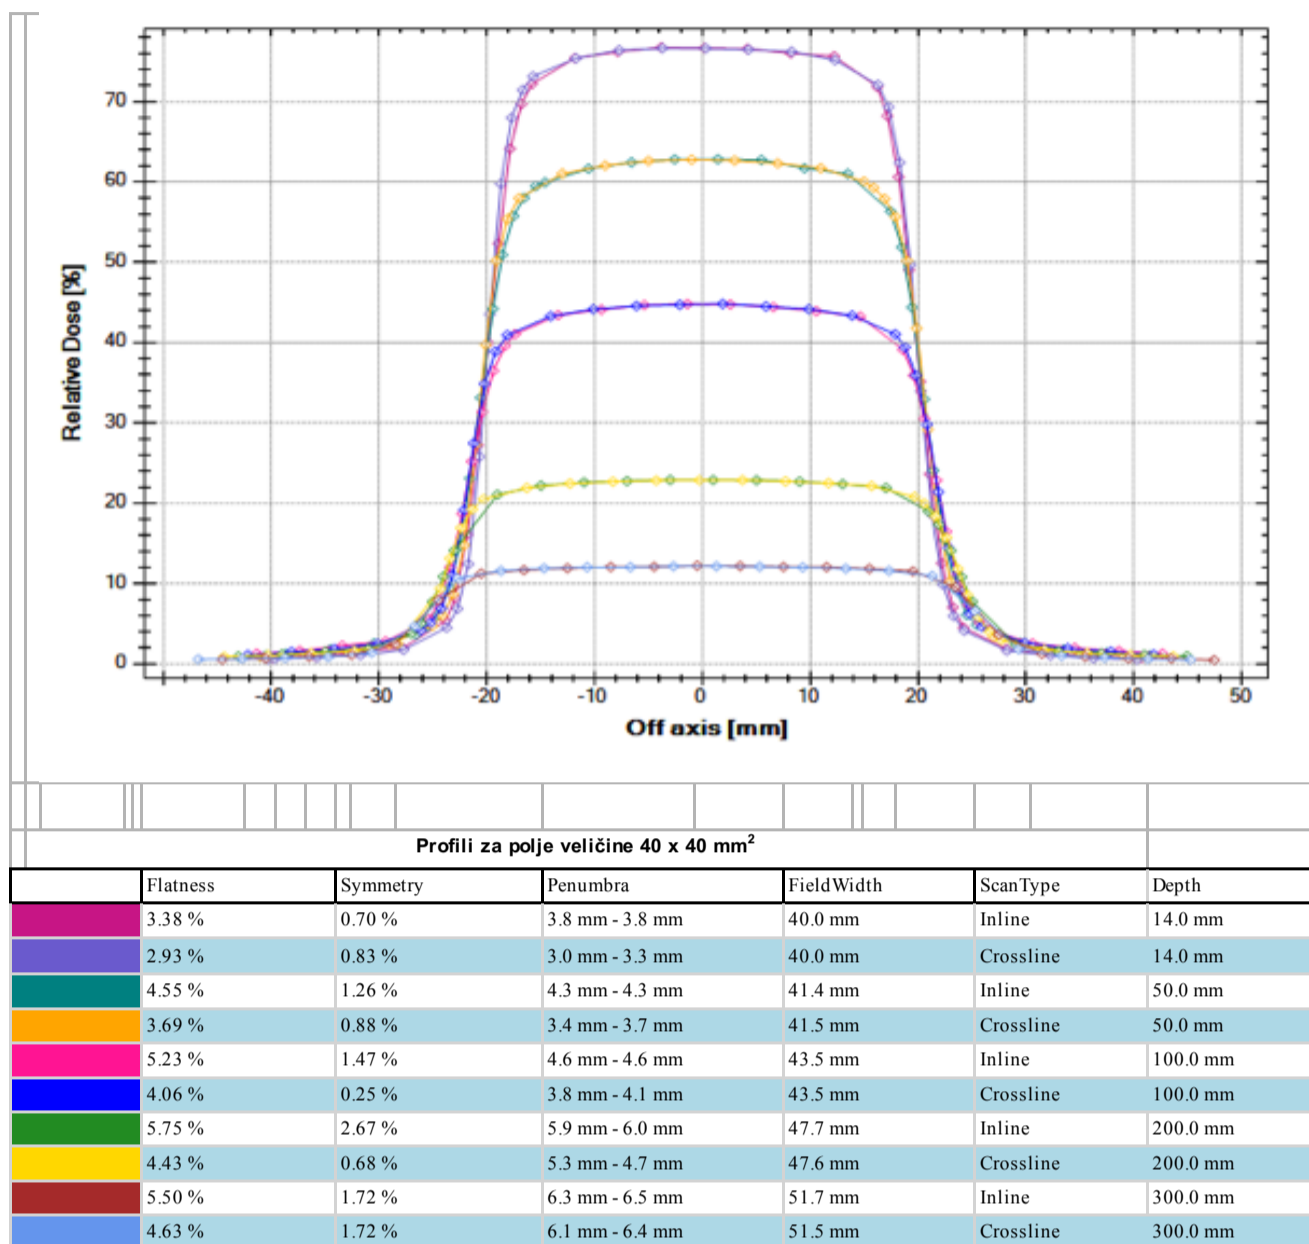 70
60
50
40
30
20
10
0
Relative Dose [%]
-40 -30 -20 -10 0 10 20 30 40 50
Off axis [mm]
Profili za polje veličine 40 x 40 mm²
Flatness Symmetry Penumbra FieldWidth ScanType Depth
3.38 % 0.70 % 3.8 mm - 3.8 mm 40.0 mm Inline 14.0 mm
2.93 % 0.83 % 3.0 mm - 3.3 mm 40.0 mm Crossline 14.0 mm
4.55 % 1.26 % 4.3 mm - 4.3 mm 41.4 mm Inline 50.0 mm
3.69 % 0.88 % 3.4 mm - 3.7 mm 41.5 mm Crossline 50.0 mm
5.23 % 1.47 % 4.6 mm - 4.6 mm 43.5 mm Inline 100.0 mm
4.06 % 0.25 % 3.8 mm - 4.1 mm 43.5 mm Crossline 100.0 mm
5.75 % 2.67 % 5.9 mm - 6.0 mm 47.7 mm Inline 200.0 mm
4.43 % 0.68 % 5.3 mm - 4.7 mm 47.6 mm Crossline 200.0 mm
5.50 % 1.72 % 6.3 mm - 6.5 mm 51.7 mm Inline 300.0 mm
4.63 % 1.72 % 6.1 mm - 6.4 mm 51.5 mm Crossline 300.0 mm